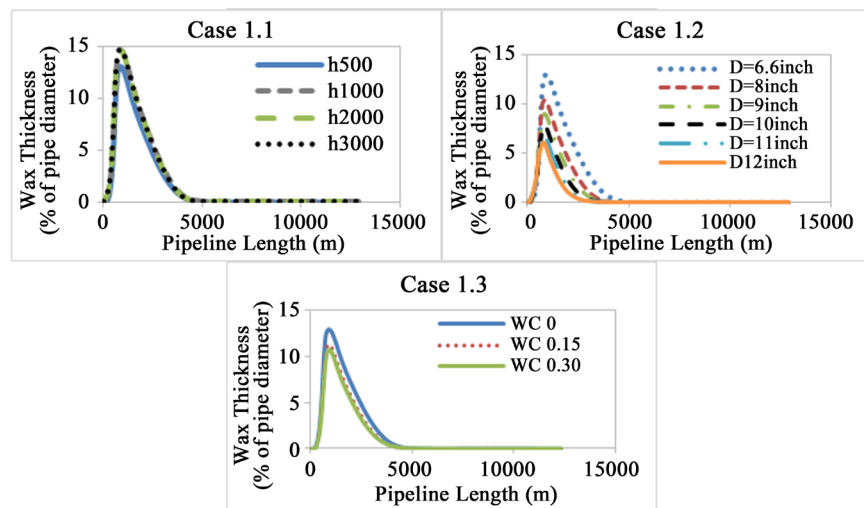 Case 1.1
Wax Thickness
(% of pipe diameter)
15
10
5
0
0
5000
10000
15000
Pipeline Length (m)
h500
h1000
h2000
h3000
Case 1.2
Wax Thickness
(% of pipe diameter)
15
10
5
0
0
5000
10000
15000
Pipeline Length (m)
D=6.6inch
D=8inch
D=9inch
D=10inch
D=11inch
D12inch
Case 1.3
Wax Thickness
(% of pipe diameter)
15
10
5
0
0
5000
10000
15000
Pipeline Length (m)
WC 0
WC 0.15
WC 0.30